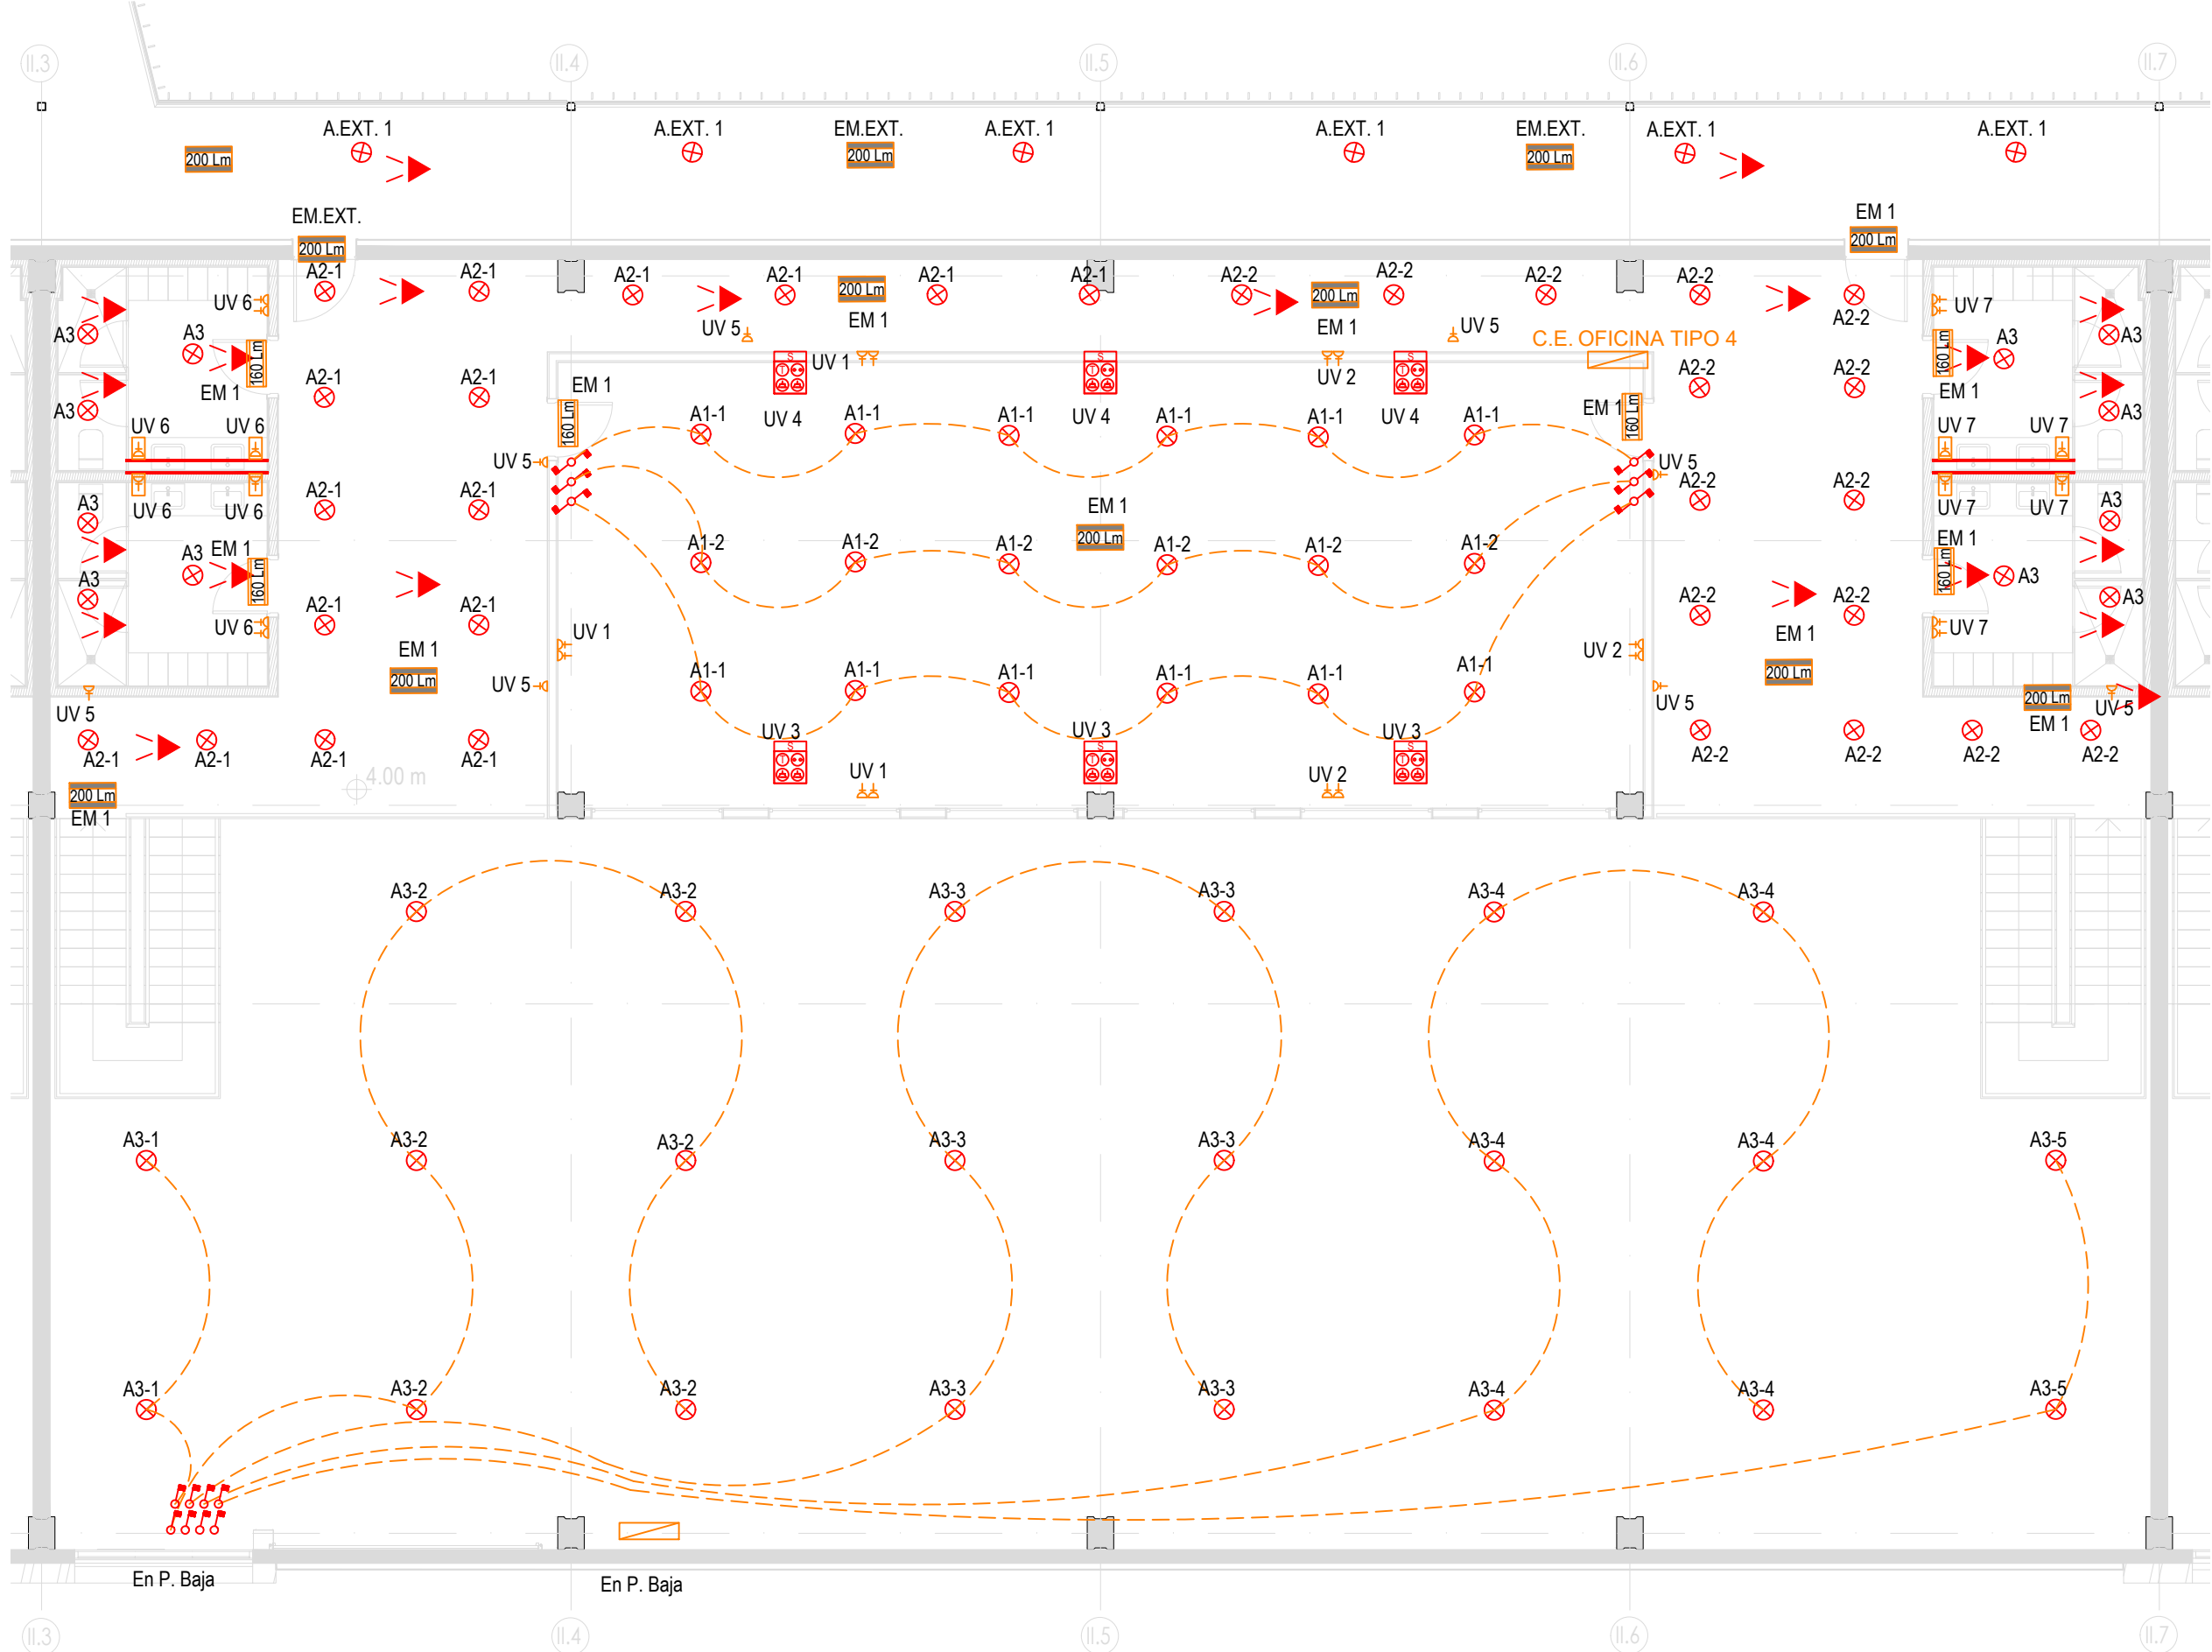 II.3 II.4 II.5 II.6 II.7
A.EXT. 1 A.EXT. 1 EM.EXT. A.EXT. 1 A.EXT. 1 EM.EXT. A.EXT. 1 A.EXT. 1
200 Lm 200 Lm 200 Lm
EM.EXT. EM 1
200 Lm 200 Lm
A2-1 A2-1 A2-1 A2-1 A2-1 A2-1 A2-2 A2-2 A2-2 A2-2
200 Lm 200 Lm
UV 6 UV 7
EM 1 EM 1 A2-2
A3 UV 5 UV 5 A3
C.E. OFICINA TIPO 4
A3 A3
160 Lm UV 1 UV 2 160 Lm
A2-1 A2-1 A2-2 A2-2
EM 1 EM 1 EM 1 EM 1
A3 A3
160 Lm 160 Lm
UV 4 UV 4 UV 4
S T S T S T
A1-1 A1-1 A1-1 A1-1 A1-1 A1-1
UV 6 UV 6 UV 7 UV 7
UV 5 UV 5
A2-1 A2-1 A2-2 A2-2
A3 UV 6 UV 6 EM 1 UV 7 UV 7 A3
200 Lm
A3 EM 1 A1-2 A1-2 A1-2 A1-2 A1-2 A1-2 EM 1
160 Lm 160 Lm A3
A3 A3
A2-1 A2-1 A2-2 A2-2
UV 6 UV 1 EM 1 UV 7
EM 1 UV 2
200 Lm 200 Lm
UV 5 A1-1 A1-1 A1-1 A1-1 A1-1 A1-1 200 Lm
UV 5 UV 5 UV 5
EM 1
UV 3 UV 3 UV 3
S T S T S T
A2-1 A2-1 A2-1 A2-1 A2-2 A2-2 A2-2 A2-2
4.00 m UV 1 UV 2
200 Lm
EM 1
A3-2 A3-2 A3-3 A3-3 A3-4 A3-4
A3-1 A3-2 A3-2 A3-3 A3-3 A3-4 A3-4 A3-5
A3-1 A3-2 A3-2 A3-3 A3-3 A3-4 A3-4 A3-5
En P. Baja En P. Baja
II.3 II.4 II.5 II.6 II.7